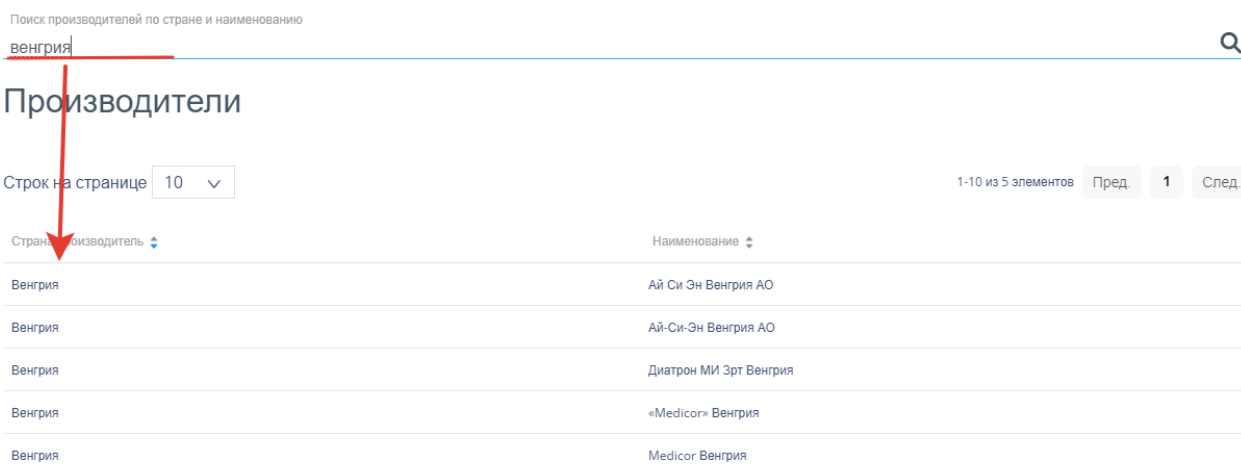 Поиск производителей по стране и наименованию
венгрия
Производители
Строк на странице 10 1-10 из 5 элементов Пред. 1 След.
Страна производитель Наименование
Венгрия Ай Си Эн Венгрия АО
Венгрия Ай-Си-Эн Венгрия АО
Венгрия Диатрон МИ Зрт Венгрия
Венгрия «Medicor» Венгрия
Венгрия Medicor Венгрия